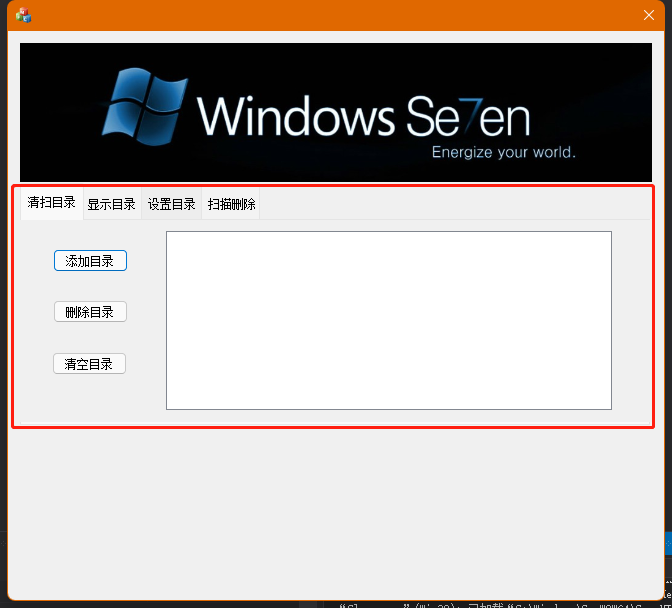 Windows Se7en
Energize your world.
清扫目录 显示目录 设置目录 扫描删除
添加目录
删除目录
清空目录